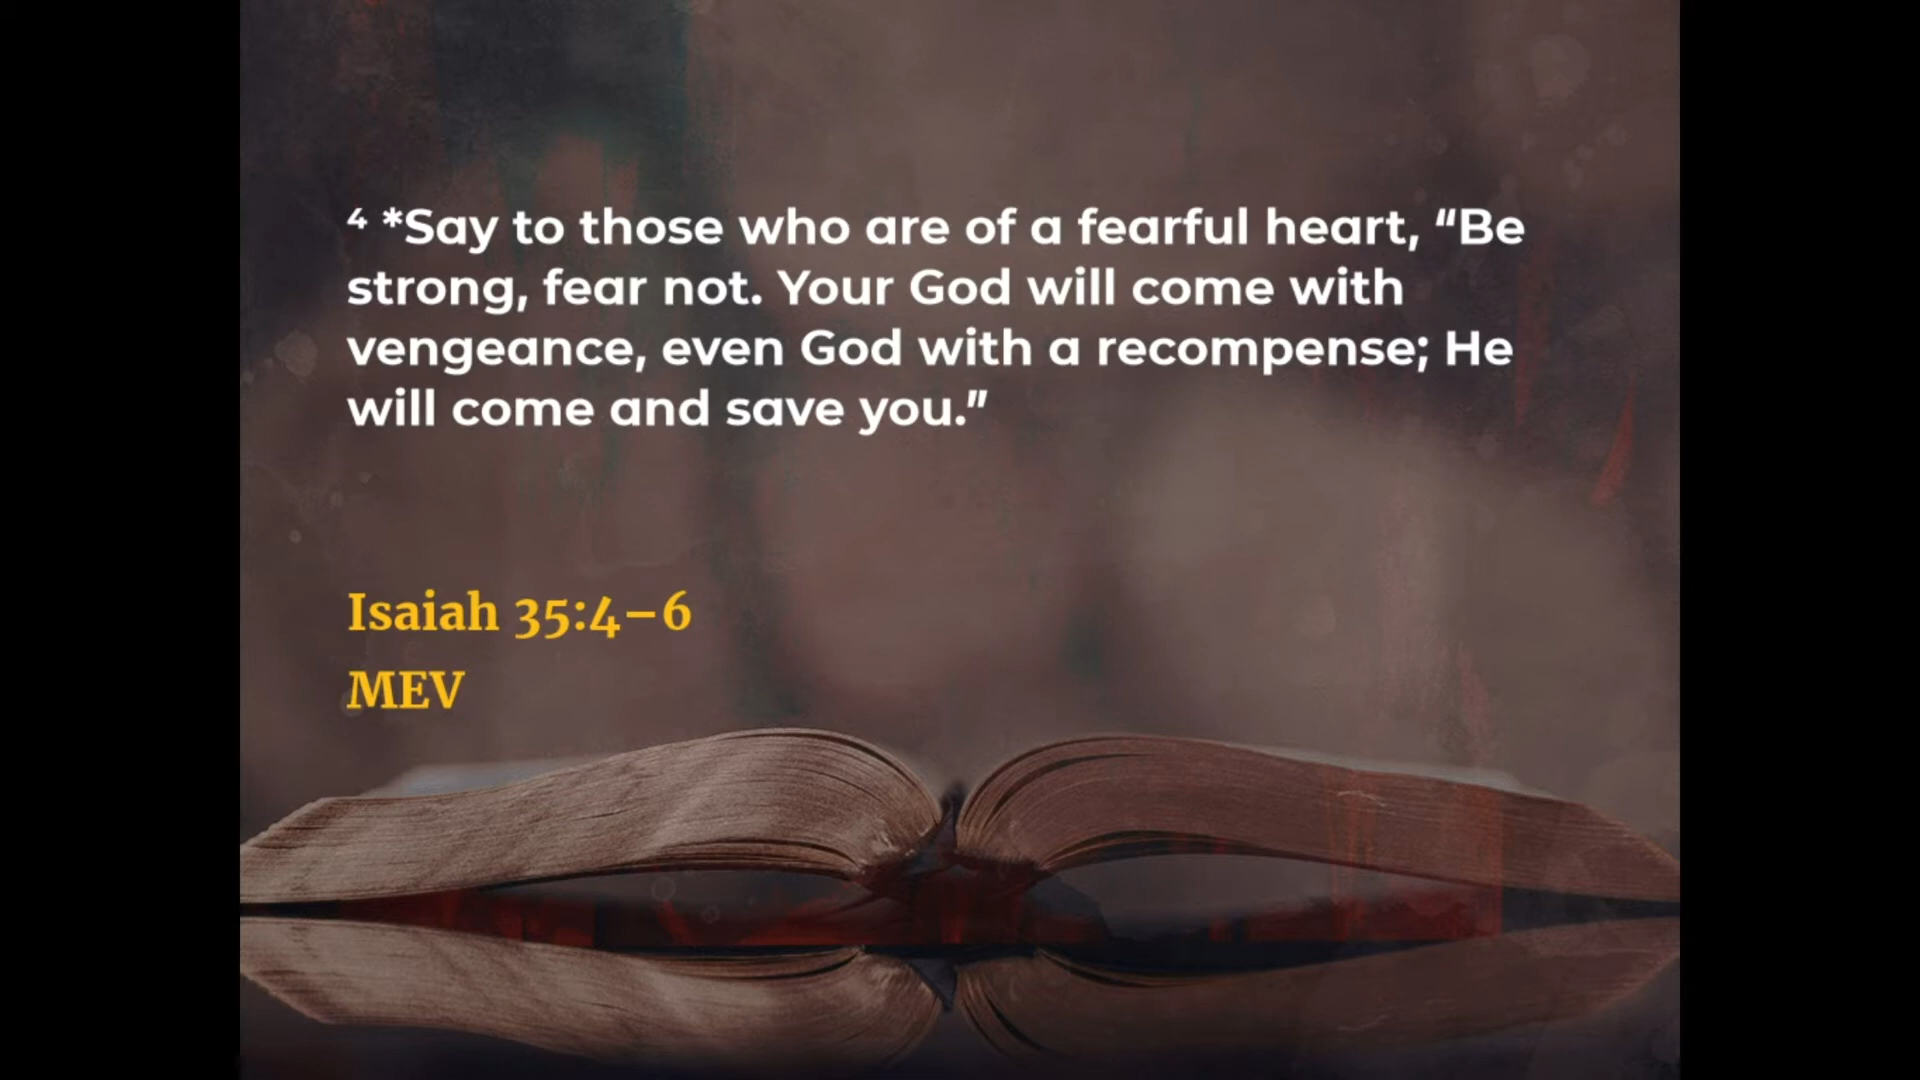 ⁴ *Say to those who are of a fearful heart, “Be
strong, fear not. Your God will come with
vengeance, even God with a recompense; He
will come and save you.”
Isaiah 35:4–6
MEV